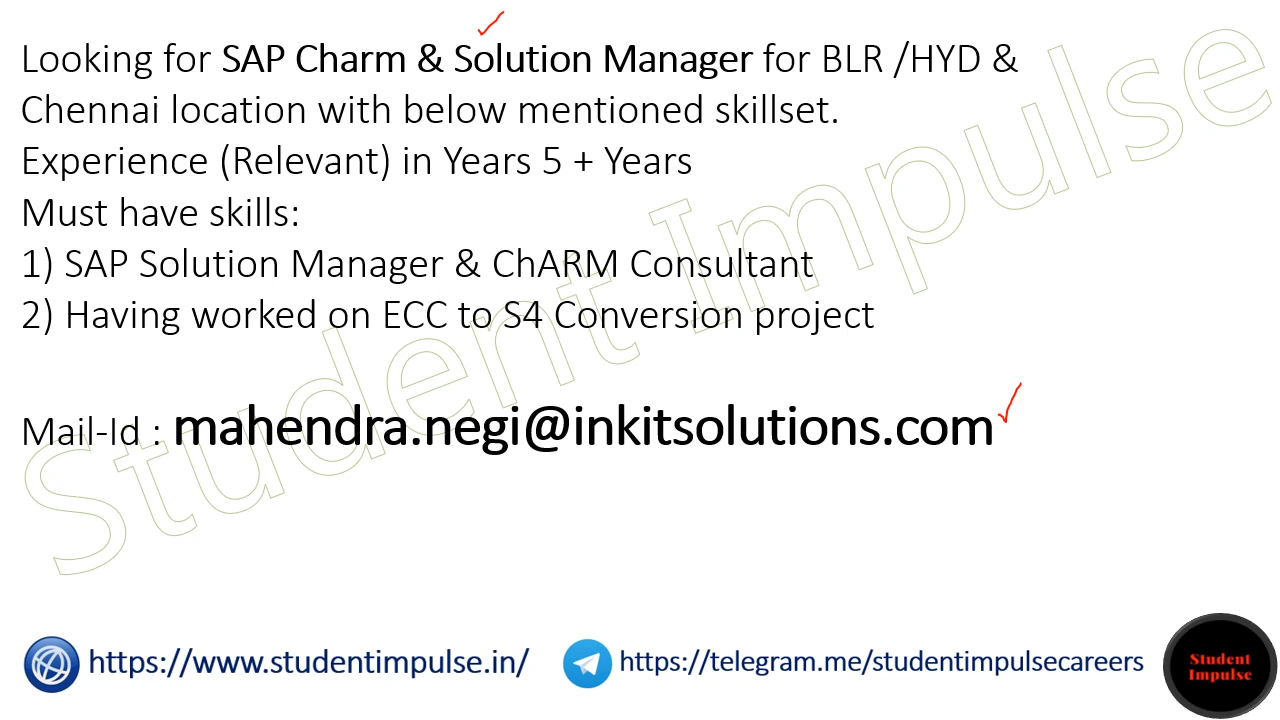 Looking for SAP Charm & Solution Manager for BLR /HYD &
Chennai location with below mentioned skillset.
Experience (Relevant) in Years 5 + Years
Must have skills:
1) SAP Solution Manager & ChARM Consultant
2) Having worked on ECC to S4 Conversion project
Mail-Id : mahendra.negi@inkitsolutions.com
Student Impulse
https://www.studentimpulse.in/
https://telegram.me/studentimpulsecareers
Student
Impulse